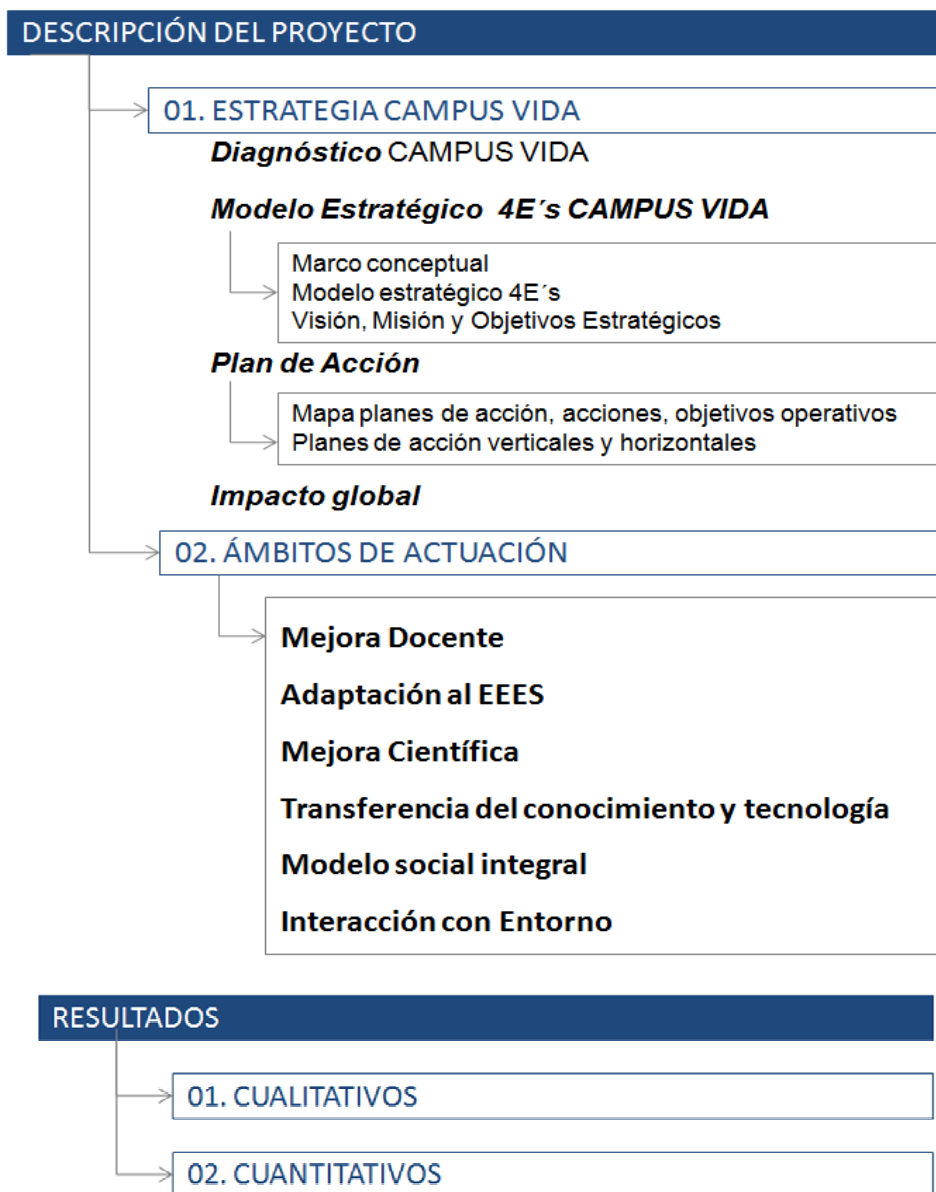 DESCRIPCIÓN DEL PROYECTO
01. ESTRATEGIA CAMPUS VIDA
Diagnóstico CAMPUS VIDA
Modelo Estratégico 4E´s CAMPUS VIDA
Marco conceptual
Modelo estratégico 4E´s
Visión, Misión y Objetivos Estratégicos
Plan de Acción
Mapa planes de acción, acciones, objetivos operativos
Planes de acción verticales y horizontales
Impacto global
02. ÁMBITOS DE ACTUACIÓN
Mejora Docente
Adaptación al EEES
Mejora Científica
Transferencia del conocimiento y tecnología
Modelo social integral
Interacción con Entorno
RESULTADOS
01. CUALITATIVOS
02. CUANTITATIVOS